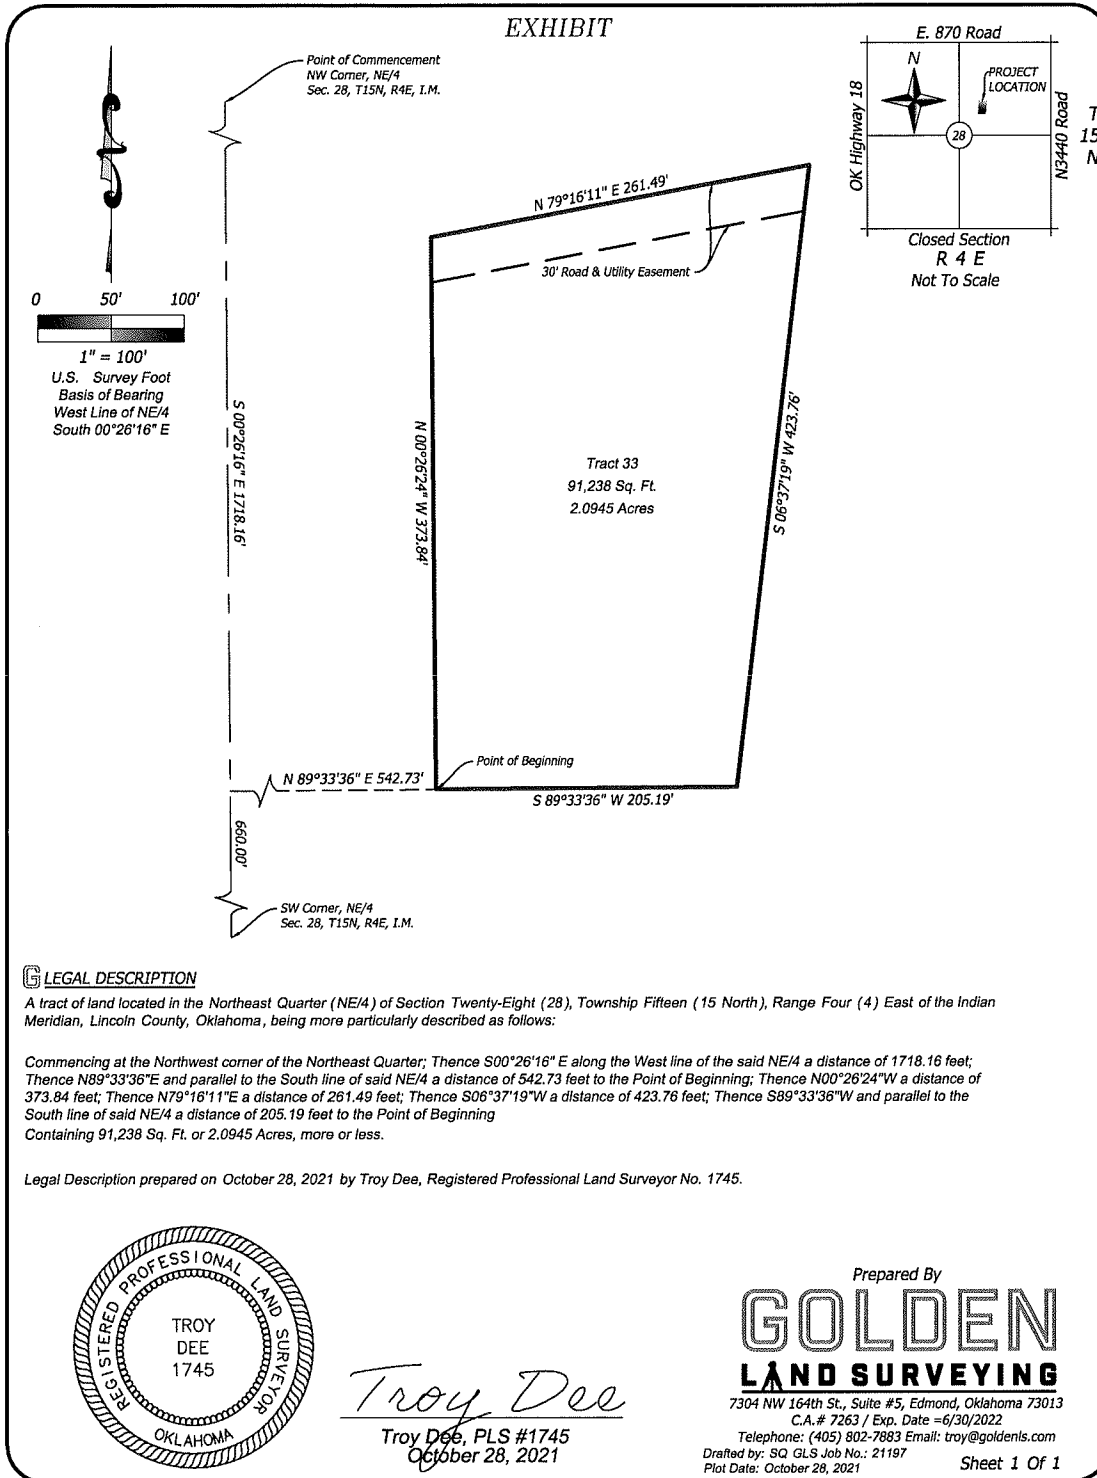 EXHIBIT
Point of Commencement
NW Corner, NE/4
Sec. 28, T15N, R4E, I.M.
E. 870 Road
N
PROJECT
LOCATION
OK Highway 18
28
N3440 Road
T
15
N
Closed Section
R 4 E
Not To Scale
0 50' 100'
1" = 100'
U.S. Survey Foot
Basis of Bearing
West Line of NE/4
South 00°26'16" E
N 79°16'11" E 261.49'
30' Road & Utility Easement
S 00°26'16" E 1718.16'
N 00°26'24" W 373.84'
Tract 33
91,238 Sq. Ft.
2.0945 Acres
S 06°37'19" W 423.76'
Point of Beginning
N 89°33'36" E 542.73'
S 89°33'36" W 205.19'
660.00'
SW Corner, NE/4
Sec. 28, T15N, R4E, I.M.
G LEGAL DESCRIPTION
A tract of land located in the Northeast Quarter (NE/4) of Section Twenty-Eight (28), Township Fifteen (15 North), Range Four (4) East of the Indian
Meridian, Lincoln County, Oklahoma, being more particularly described as follows:
Commencing at the Northwest corner of the Northeast Quarter; Thence S00°26'16" E along the West line of the said NE/4 a distance of 1718.16 feet;
Thence N89°33'36"E and parallel to the South line of said NE/4 a distance of 542.73 feet to the Point of Beginning; Thence N00°26'24"W a distance of
373.84 feet; Thence N79°16'11"E a distance of 261.49 feet; Thence S06°37'19"W a distance of 423.76 feet; Thence S89°33'36"W and parallel to the
South line of said NE/4 a distance of 205.19 feet to the Point of Beginning
Containing 91,238 Sq. Ft. or 2.0945 Acres, more or less.
Legal Description prepared on October 28, 2021 by Troy Dee, Registered Professional Land Surveyor No. 1745.
REGISTERED PROFESSIONAL LAND SURVEYOR
TROY
DEE
1745
OKLAHOMA
Troy Dee
Troy Dee, PLS #1745
October 28, 2021
Prepared By
GOLDEN
LAND SURVEYING
7304 NW 164th St., Suite #5, Edmond, Oklahoma 73013
C.A.# 7263 / Exp. Date =6/30/2022
Telephone: (405) 802-7883 Email: troy@goldenls.com
Drafted by: SQ GLS Job No.: 21197
Plot Date: October 28, 2021
Sheet 1 Of 1